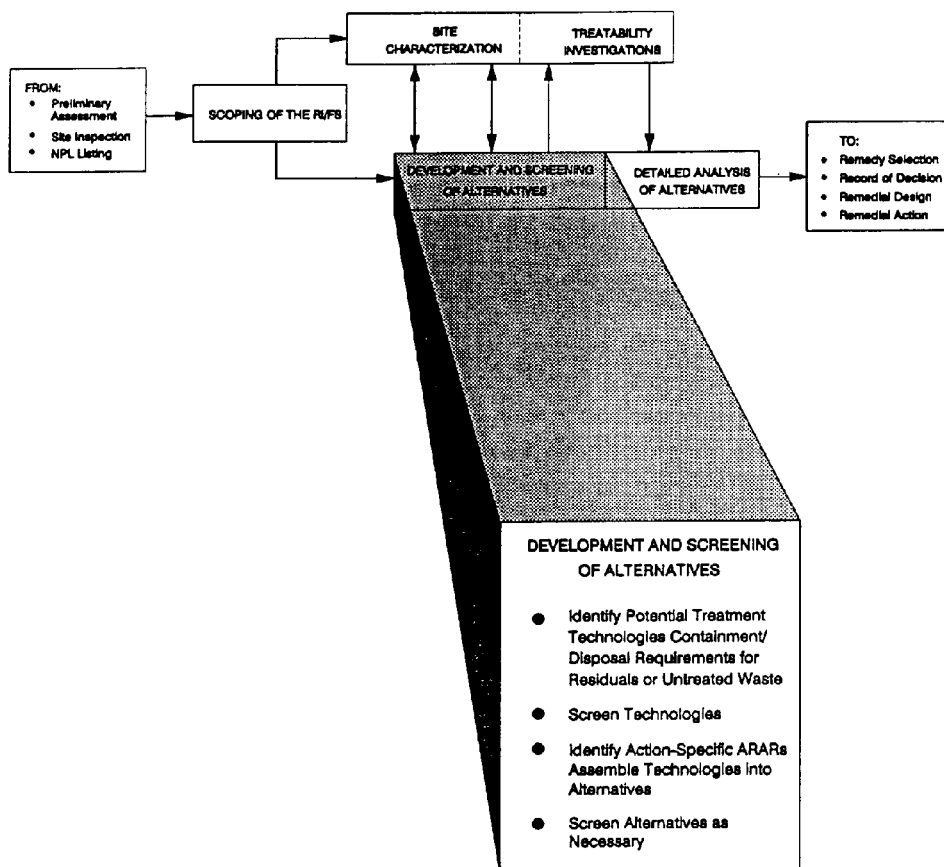 SITE
CHARACTERIZATION
TREATABILITY
INVESTIGATIONS
FROM:
• Preliminary
Assessment
• Site Inspection
• NPL Listing
SCOPING OF THE RI/FS
DEVELOPMENT AND SCREENING
OF ALTERNATIVES
DETAILED ANALYSIS
OF ALTERNATIVES
TO:
• Remedy Selection
• Record of Decision
• Remedial Design
• Remedial Action
DEVELOPMENT AND SCREENING
OF ALTERNATIVES
● Identify Potential Treatment
Technologies Containment/
Disposal Requirements for
Residuals or Untreated Waste
● Screen Technologies
● Identify Action-Specific ARARs
Assemble Technologies into
Alternatives
● Screen Alternatives as
Necessary